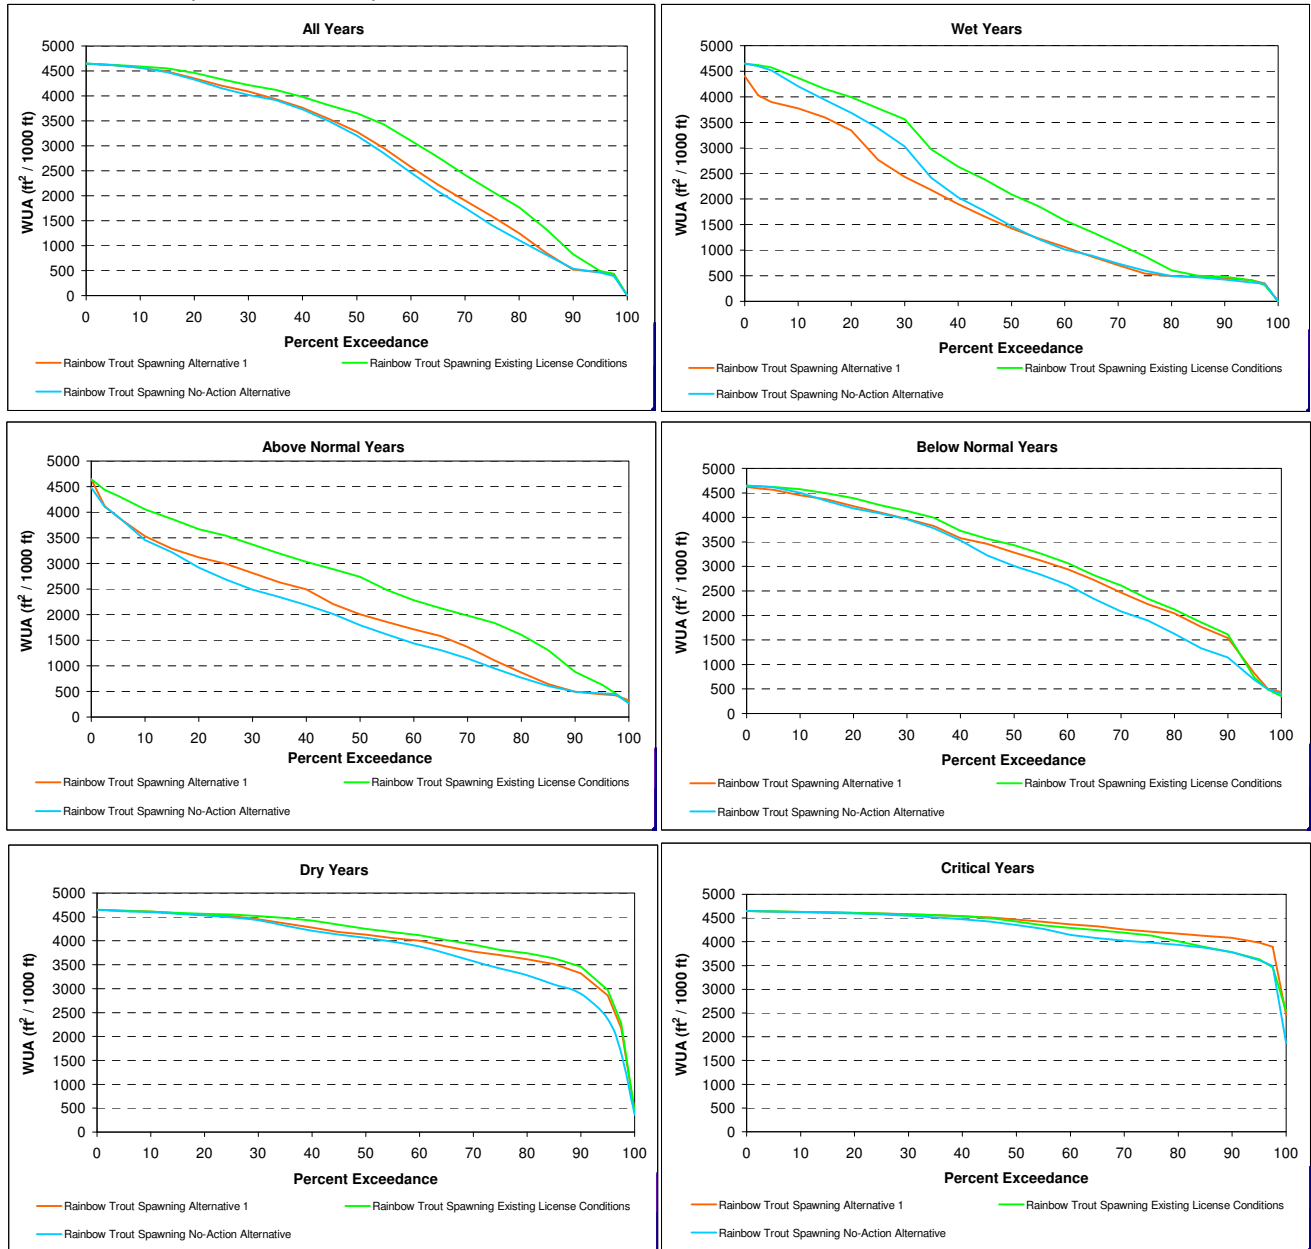 All Years
WUA (ft² / 1000 ft)
5000
4500
4000
3500
3000
2500
2000
1500
1000
500
0
0 10 20 30 40 50 60 70 80 90 100
Percent Exceedance
Rainbow Trout Spawning Alternative 1
Rainbow Trout Spawning Existing License Conditions
Rainbow Trout Spawning No-Action Alternative
Wet Years
WUA (ft² / 1000 ft)
5000
4500
4000
3500
3000
2500
2000
1500
1000
500
0
0 10 20 30 40 50 60 70 80 90 100
Percent Exceedance
Rainbow Trout Spawning Alternative 1
Rainbow Trout Spawning Existing License Conditions
Rainbow Trout Spawning No-Action Alternative
Above Normal Years
WUA (ft² / 1000 ft)
5000
4500
4000
3500
3000
2500
2000
1500
1000
500
0
0 10 20 30 40 50 60 70 80 90 100
Percent Exceedance
Rainbow Trout Spawning Alternative 1
Rainbow Trout Spawning Existing License Conditions
Rainbow Trout Spawning No-Action Alternative
Below Normal Years
WUA (ft² / 1000 ft)
5000
4500
4000
3500
3000
2500
2000
1500
1000
500
0
0 10 20 30 40 50 60 70 80 90 100
Percent Exceedance
Rainbow Trout Spawning Alternative 1
Rainbow Trout Spawning Existing License Conditions
Rainbow Trout Spawning No-Action Alternative
Dry Years
WUA (ft² / 1000 ft)
5000
4500
4000
3500
3000
2500
2000
1500
1000
500
0
0 10 20 30 40 50 60 70 80 90 100
Percent Exceedance
Rainbow Trout Spawning Alternative 1
Rainbow Trout Spawning Existing License Conditions
Rainbow Trout Spawning No-Action Alternative
Critical Years
WUA (ft² / 1000 ft)
5000
4500
4000
3500
3000
2500
2000
1500
1000
500
0
0 10 20 30 40 50 60 70 80 90 100
Percent Exceedance
Rainbow Trout Spawning Alternative 1
Rainbow Trout Spawning Existing License Conditions
Rainbow Trout Spawning No-Action Alternative